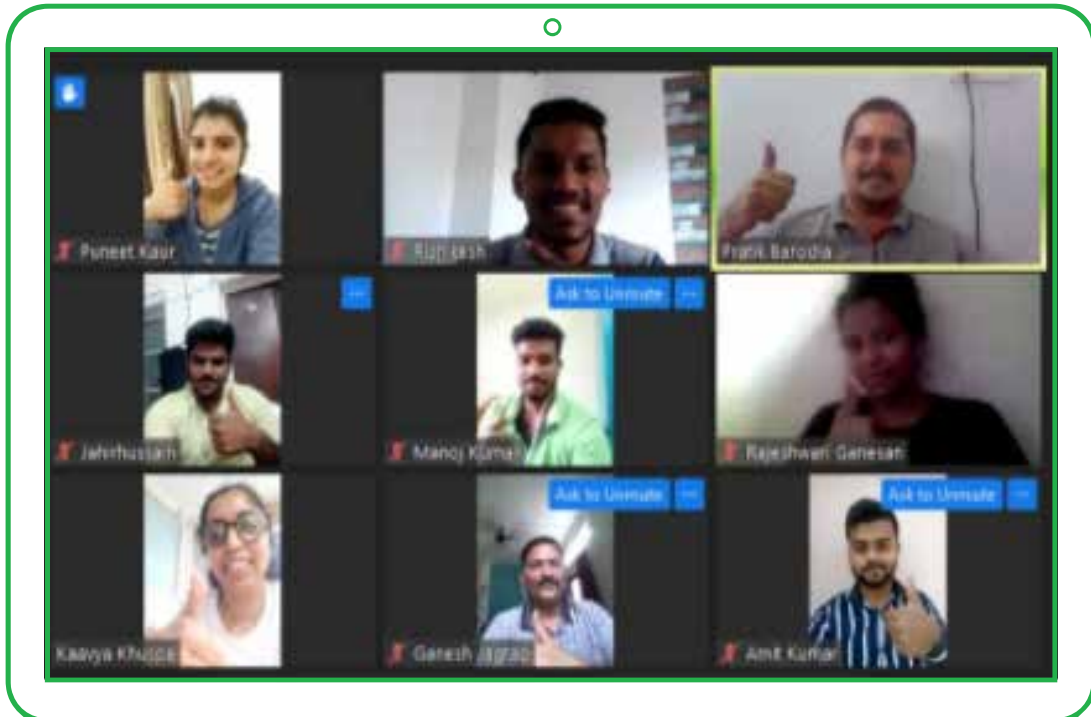 Puneet Kaur
Pratik Barodia
Jahirhussain
Ask to Unmute
Manoj Kumar
Rajeshwari Ganesan
Kaavya
Ask to Unmute
Ganesh Jagtap
Ask to Unmute
Amit Kumar